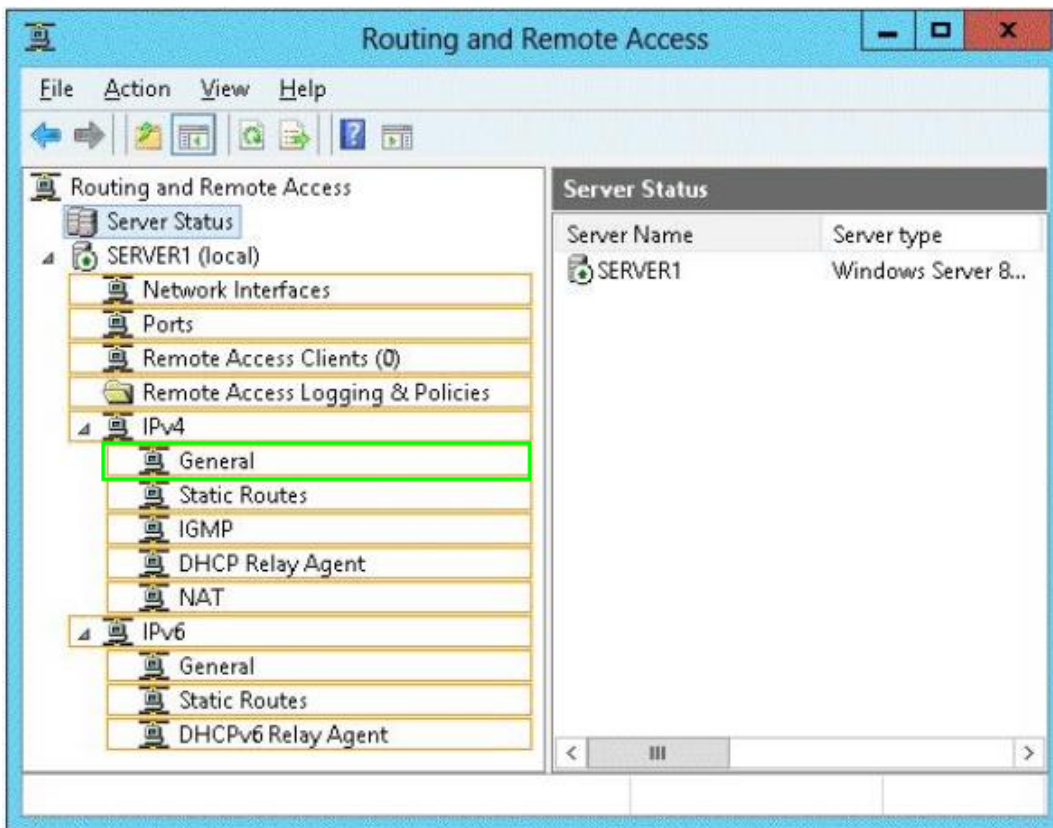 Routing and Remote Access
File Action View Help
Routing and Remote Access
Server Status
SERVER1 (local)
Network Interfaces
Ports
Remote Access Clients (0)
Remote Access Logging & Policies
IPv4
General
Static Routes
IGMP
DHCP Relay Agent
NAT
IPv6
General
Static Routes
DHCPv6 Relay Agent
Server Status
Server Name Server type
SERVER1 Windows Server 8...